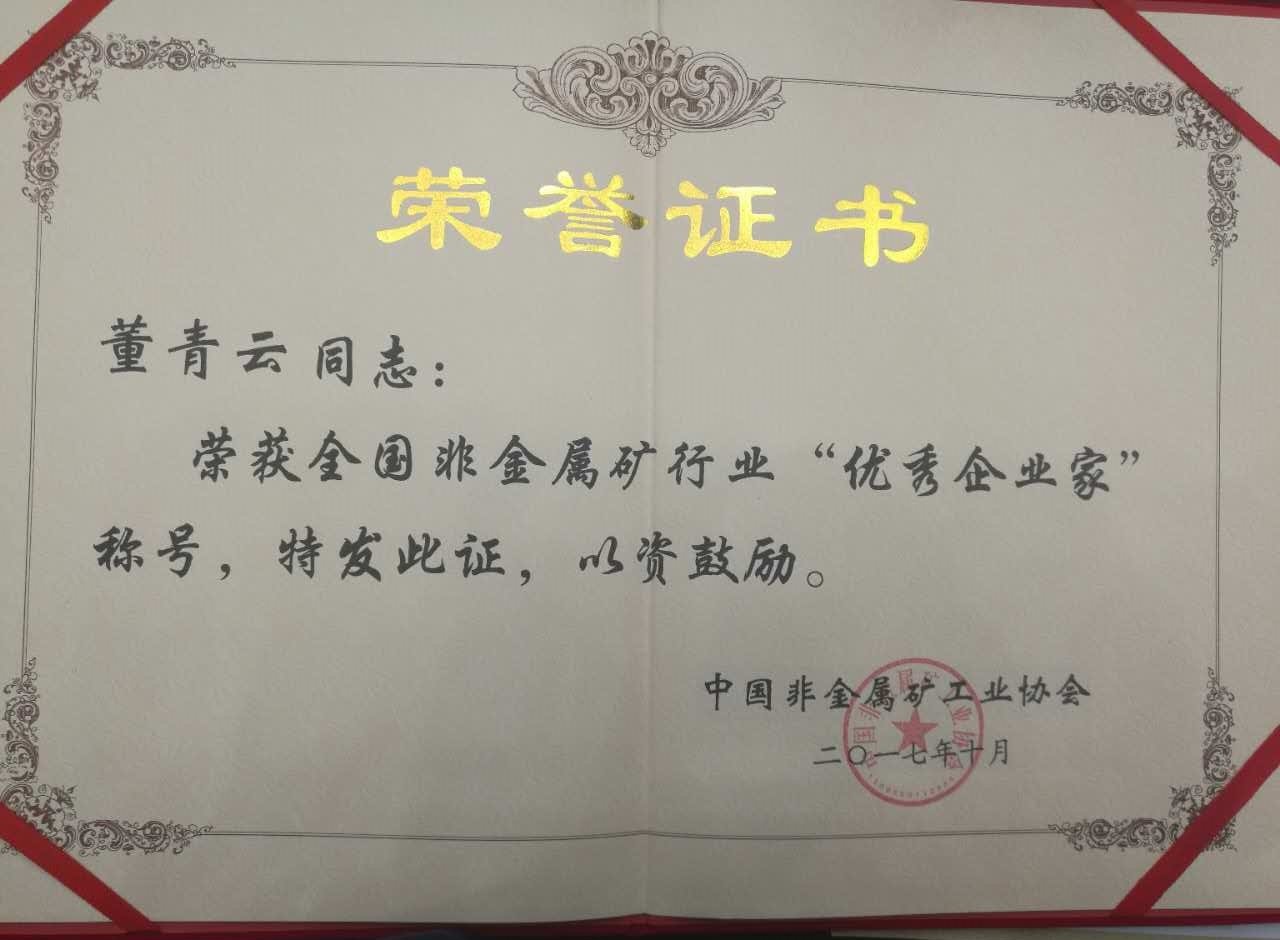 荣誉证书
董青云同志：
荣获全国非金属矿行业“优秀企业家”
称号，特发此证，以资鼓励。
中国非金属矿工业协会
二〇一七年十月